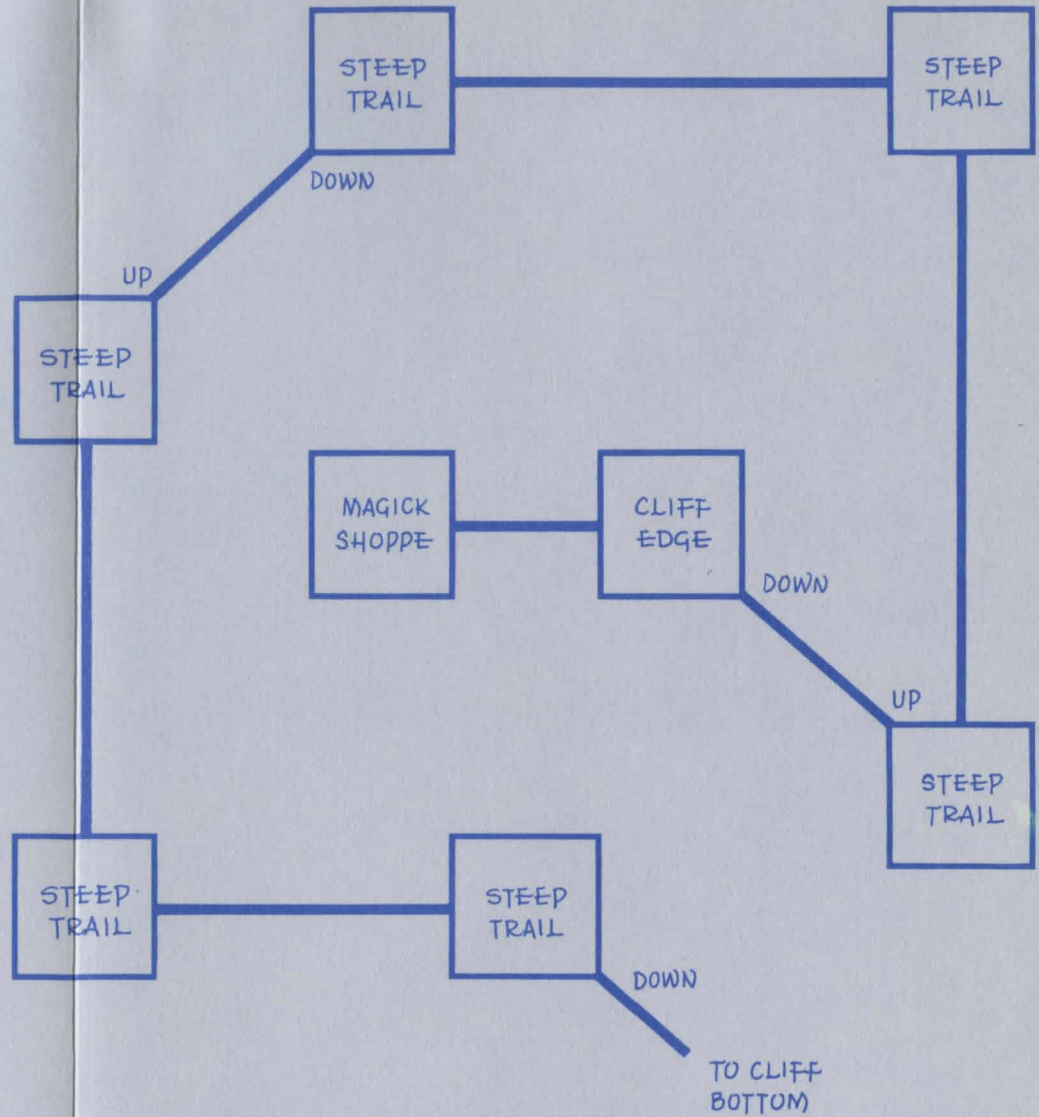 STEEP
TRAIL
STEEP
TRAIL
DOWN
UP
STEEP
TRAIL
MAGICK
SHOPPE
CLIFF
EDGE
DOWN
UP
STEEP
TRAIL
STEEP
TRAIL
STEEP
TRAIL
DOWN
TO CLIFF
BOTTOM